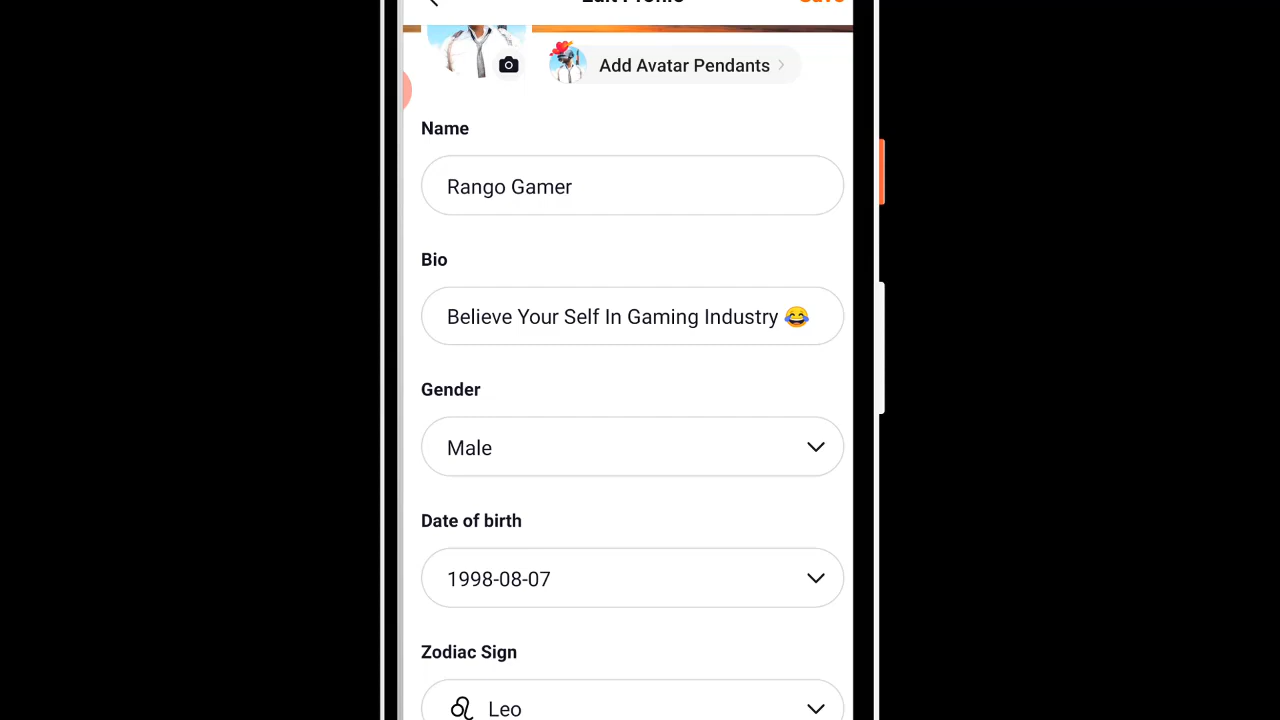 Edit Profile
Save
Add Avatar Pendants
Name
Rango Gamer
Bio
Believe Your Self In Gaming Industry 😂
Gender
Male
Date of birth
1998-08-07
Zodiac Sign
Leo